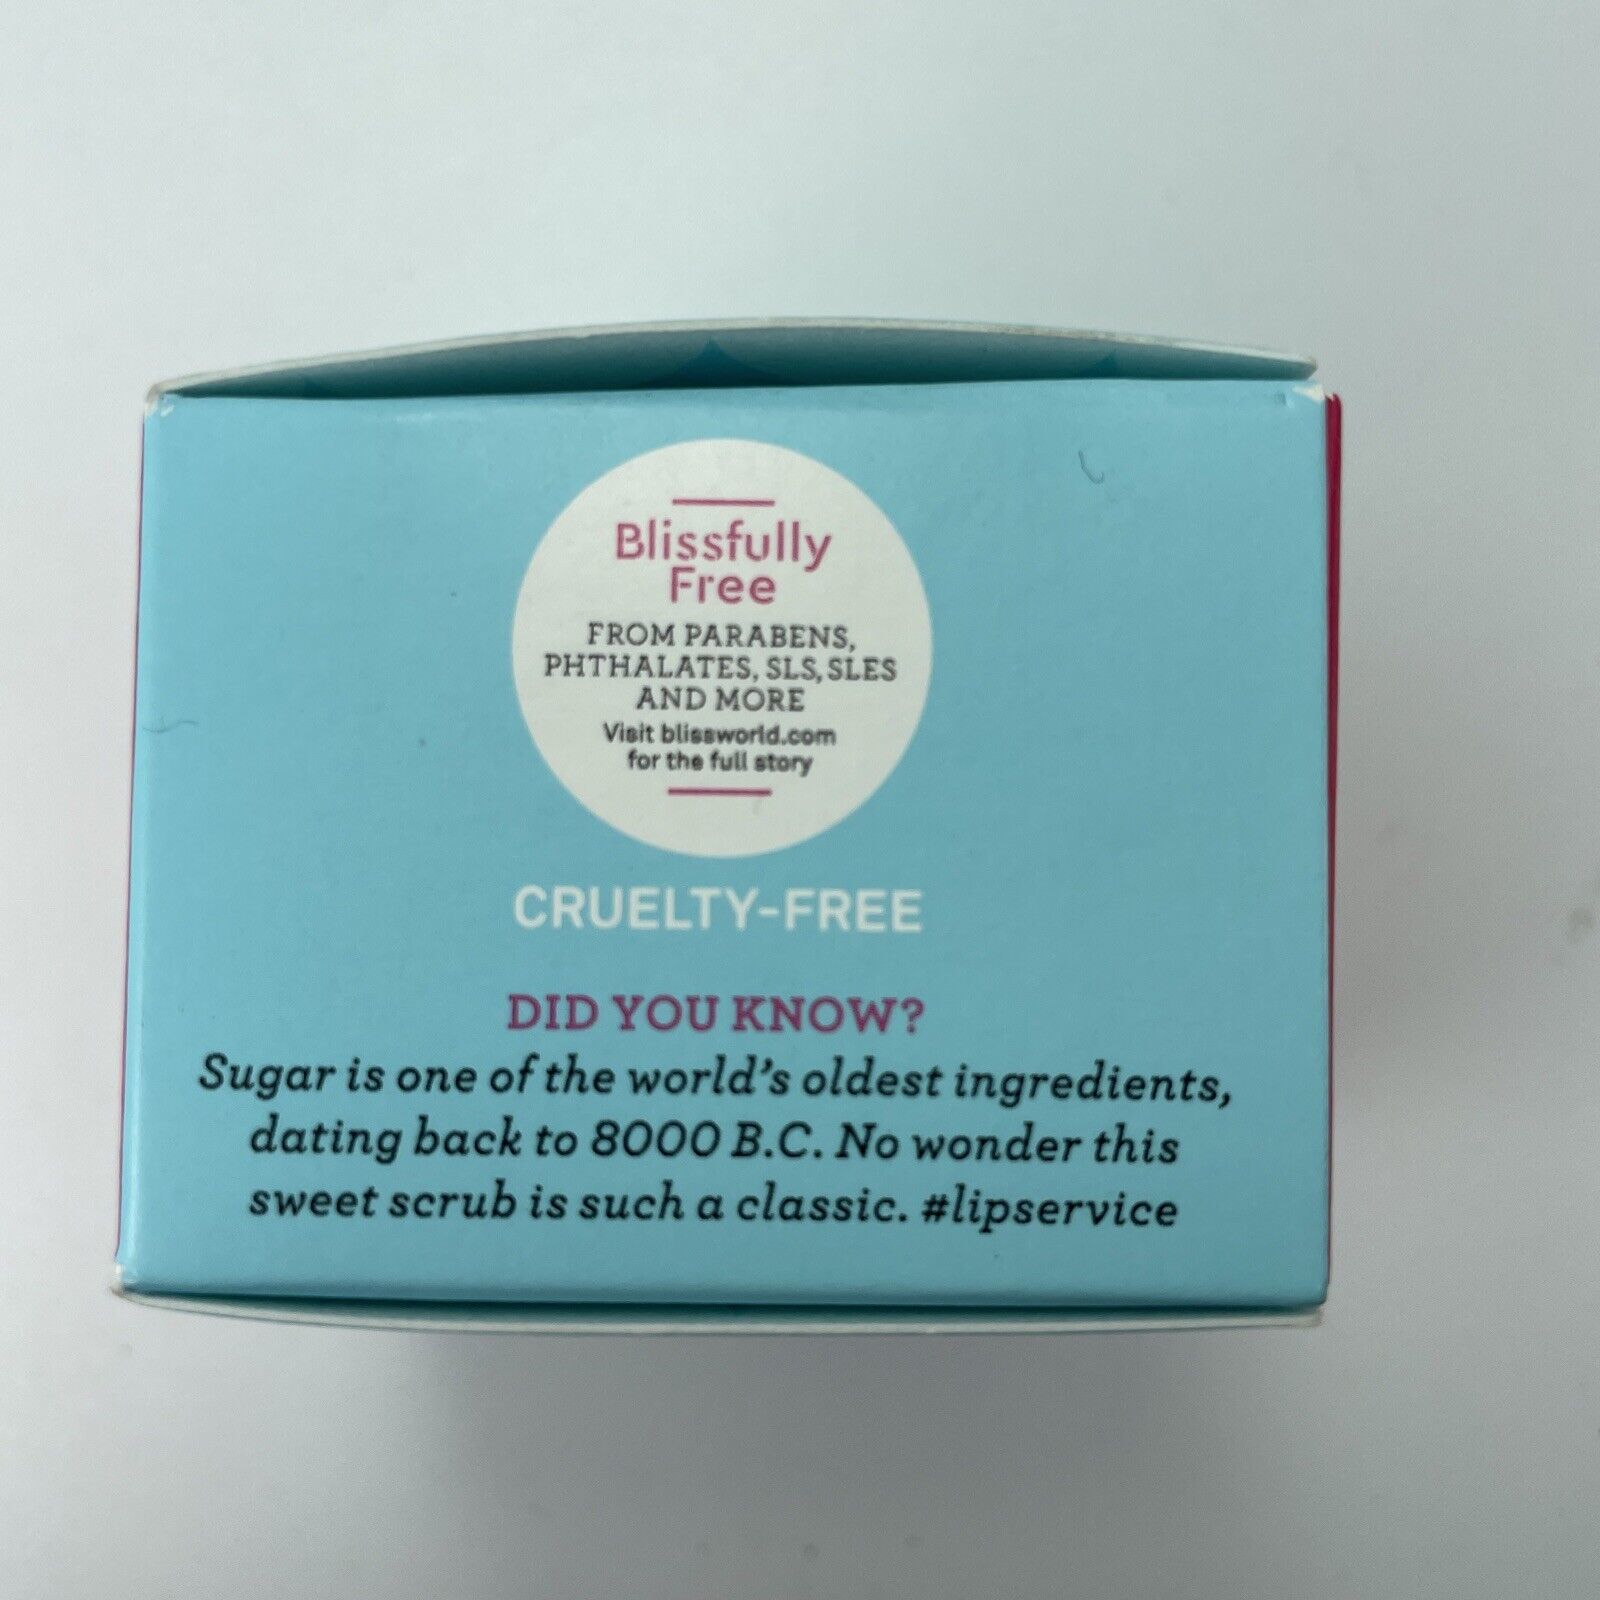 Blissfully
Free
FROM PARABENS,
PHTHALATES, SLS, SLES
AND MORE
Visit blissworld.com
for the full story
CRUELTY-FREE
DID YOU KNOW?
Sugar is one of the world's oldest ingredients,
dating back to 8000 B.C. No wonder this
sweet scrub is such a classic. #lipservice